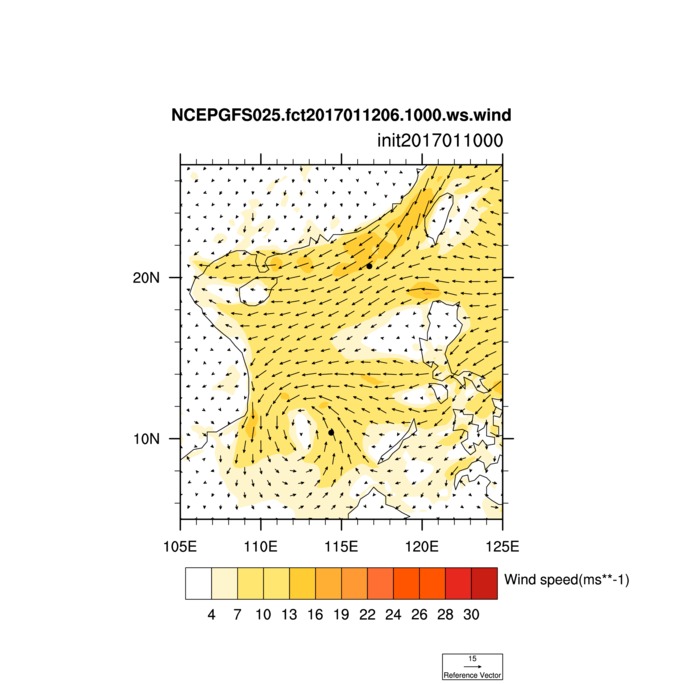 NCEPGFS025.fct2017011206.1000.ws.wind
init2017011000
20N
10N
105E 110E 115E 120E 125E
Wind speed(ms**-1)
4 7 10 13 16 19 22 24 26 28 30
15
Reference Vector